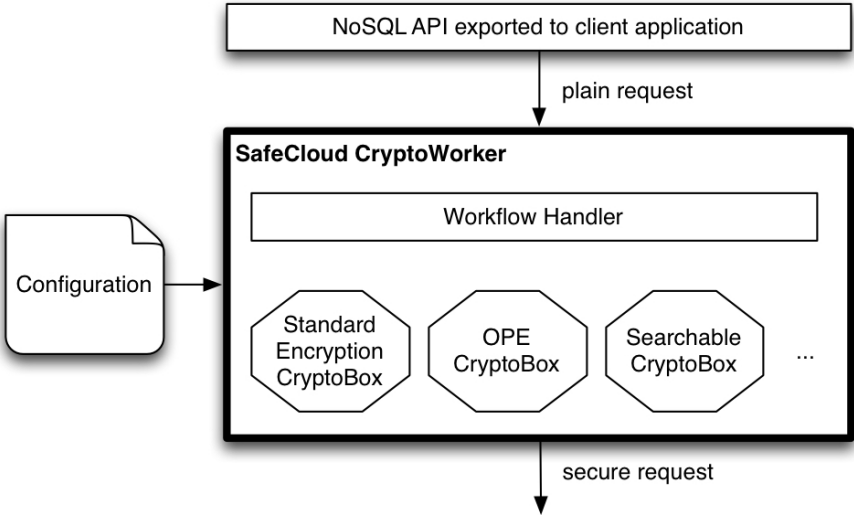 NoSQL API exported to client application
plain request
SafeCloud CryptoWorker
Workflow Handler
Configuration
Standard
Encryption
CryptoBox
OPE
CryptoBox
Searchable
CryptoBox
...
secure request